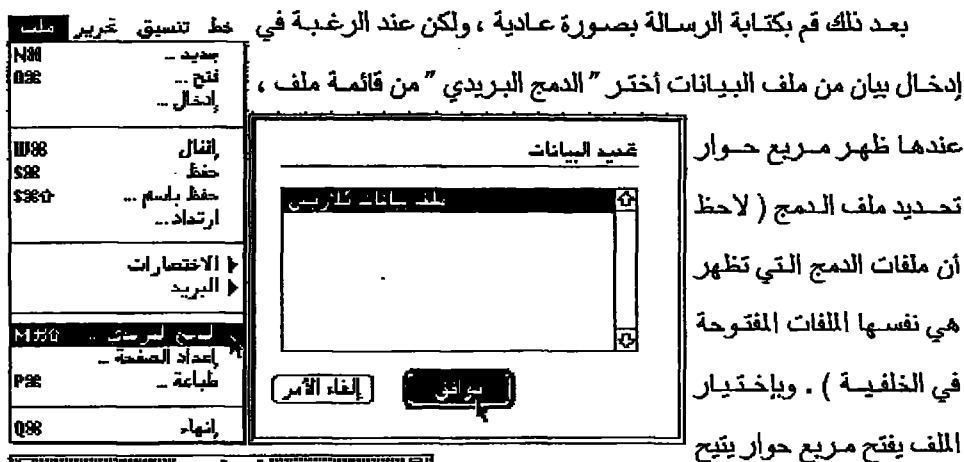 بعد ذلك قم بكتابة الرسالة بصورة عادية ، ولكن عند الرغبة في
إدخال بيان من ملف البيانات أختر " الدمج البريدي " من قائمة ملف ،
عندها ظهر مربع حوار
تحديد ملف الدمج ( لاحظ
أن ملفات الدمج التي تظهر
هي نفسها الملفات المفتوحة
في الخلفية ) . وبإختيار
الملف يفتح مربع حوار يتيح
ملف تحرير تنسيق خط
جديد ... ⌘N
فتح ... ⌘O
إدخال ...
إقفال ⌘W
حفظ ⌘S
حفظ باسم ... ⇧⌘S
ارتداد...
الاختصارات
البريد
الدمج البريدي ... ⇧⌘M
إعداد الصفحة ...
طباعة ... ⌘P
إنهاء ⌘Q
تحديد البيانات
ملف بيانات
موافق
إلغاء الأمر